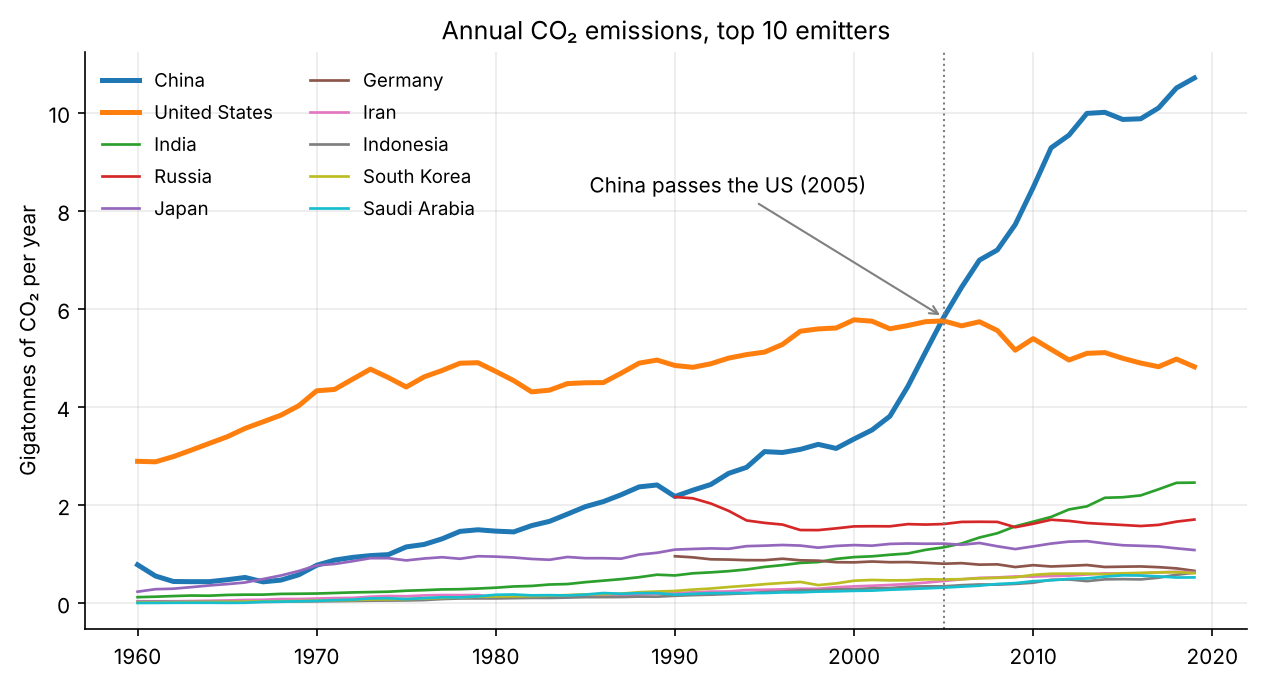 Annual CO₂ emissions, top 10 emitters
China
United States
India
Russia
Japan
Germany
Iran
Indonesia
South Korea
Saudi Arabia
China passes the US (2005)
Gigatonnes of CO₂ per year
10
8
6
4
2
0
1960 1970 1980 1990 2000 2010 2020